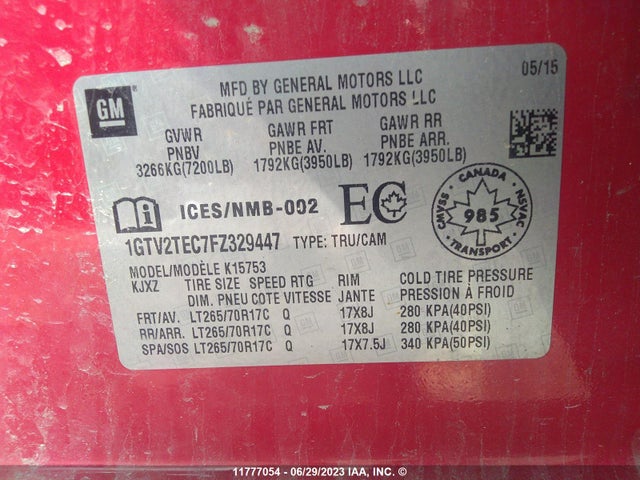 GM
MFD BY GENERAL MOTORS LLC
FABRIQUÉ PAR GENERAL MOTORS LLC
05/15
GVWR GAWR FRT GAWR RR
PNBV PNBE AV. PNBE ARR.
3266KG(7200LB) 1792KG(3950LB) 1792KG(3950LB)
ICES/NMB-002 EC
CANADA
CMVSS 985 NSVAC
TRANSPORT
1GTV2TEC7FZ329447 TYPE: TRU/CAM
MODEL/MODÈLE K15753
KJXZ TIRE SIZE SPEED RTG RIM COLD TIRE PRESSURE
DIM. PNEU COTE VITESSE JANTE PRESSION À FROID
FRT/AV. LT265/70R17C Q 17X8J 280 KPA(40PSI)
RR/ARR. LT265/70R17C Q 17X8J 280 KPA(40PSI)
SPA/SOS LT265/70R17C Q 17X7.5J 340 KPA(50PSI)
11777054 - 06/29/2023 IAA, INC. ©